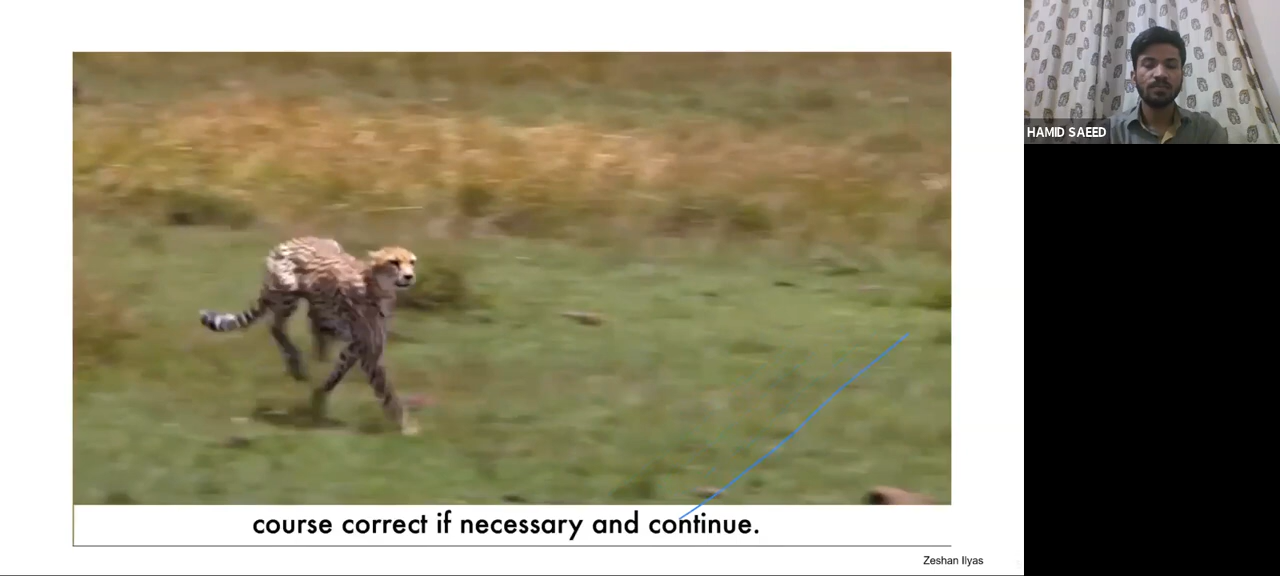 HAMID SAEED
course correct if necessary and continue.
Zeshan Ilyas